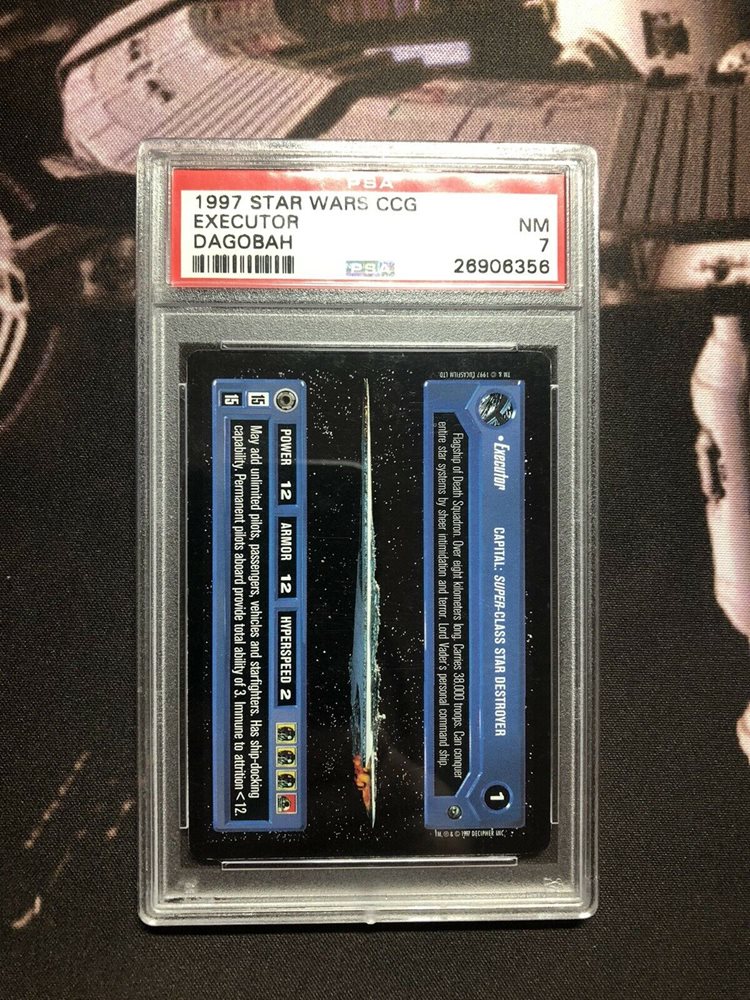 PSA
1997 STAR WARS CCG
EXECUTOR NM
DAGOBAH 7
PSA 26906356
TM & © 1997 LUCASFILM LTD.
• Executor CAPITAL: SUPER-CLASS STAR DESTROYER 1
Flagship of Death Squadron. Over eight kilometers long. Carries 38,000 troops. Can conquer
entire star systems by sheer intimidation and terror. Lord Vader's personal command ship.
TM, ® & © 1997 DECIPHER INC.
15 15 POWER 12 ARMOR 12 HYPERSPEED 2
May add unlimited pilots, passengers, vehicles and starfighters. Has ship-docking
capability. Permanent pilots aboard provide total ability of 3. Immune to attrition < 12.